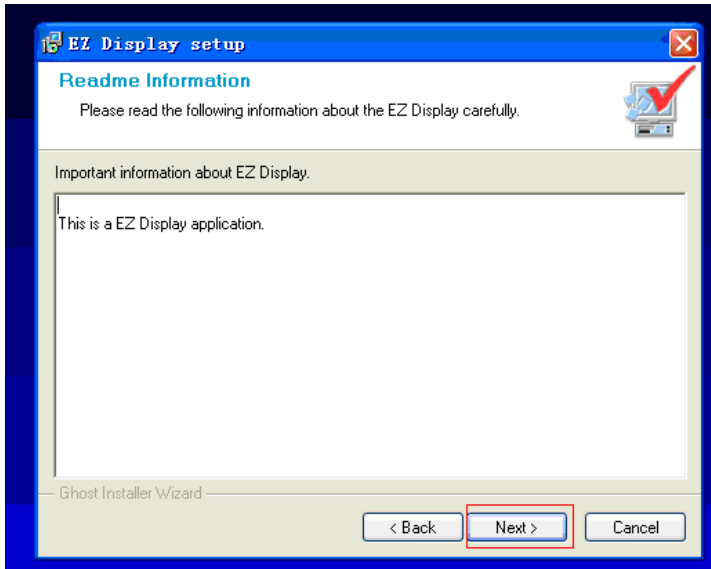 EZ Display setup
Readme Information
Please read the following information about the EZ Display carefully.
Important information about EZ Display.
This is a EZ Display application.
Ghost Installer Wizard
< Back
Next >
Cancel